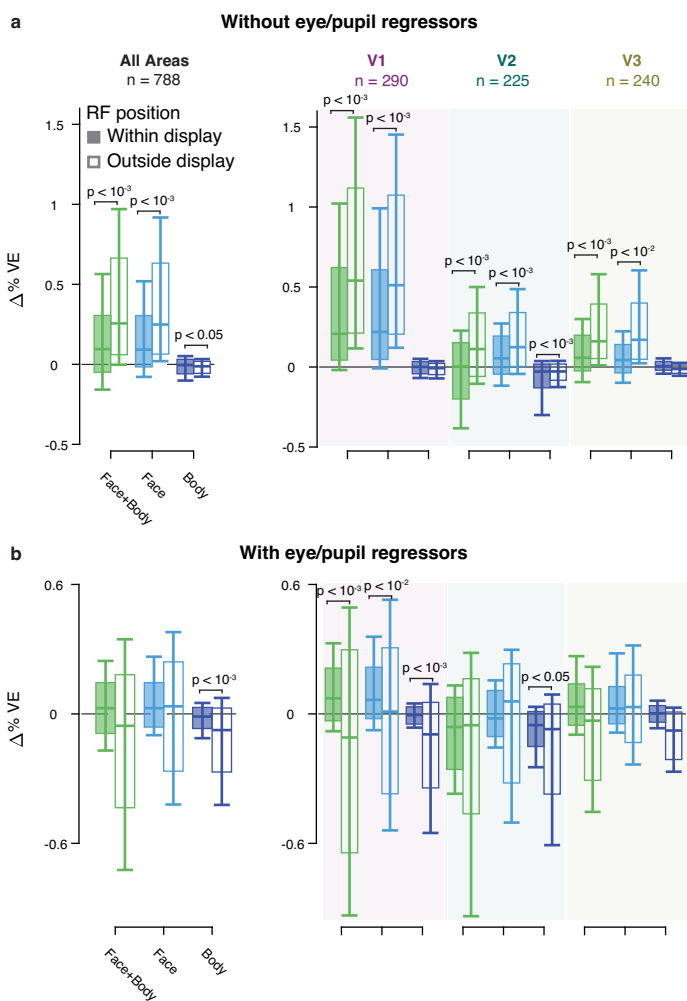 a Without eye/pupil regressors
All Areas
n = 788
V1
n = 290
V2
n = 225
V3
n = 240
RF position
Within display
Outside display
Δ% VE
1.5
1
0.5
0
-0.5
p < 10-3
p < 10-3
p < 0.05
Face+Body
Face
Body
1.5
1
0.5
0
-0.5
p < 10-3
p < 10-3
p < 10-3
p < 10-3
p < 10-3
p < 10-3
p < 10-2
b With eye/pupil regressors
Δ% VE
0.6
0
-0.6
p < 10-3
Face+Body
Face
Body
0.6
0
-0.6
p < 10-3
p < 10-2
p < 10-3
p < 0.05